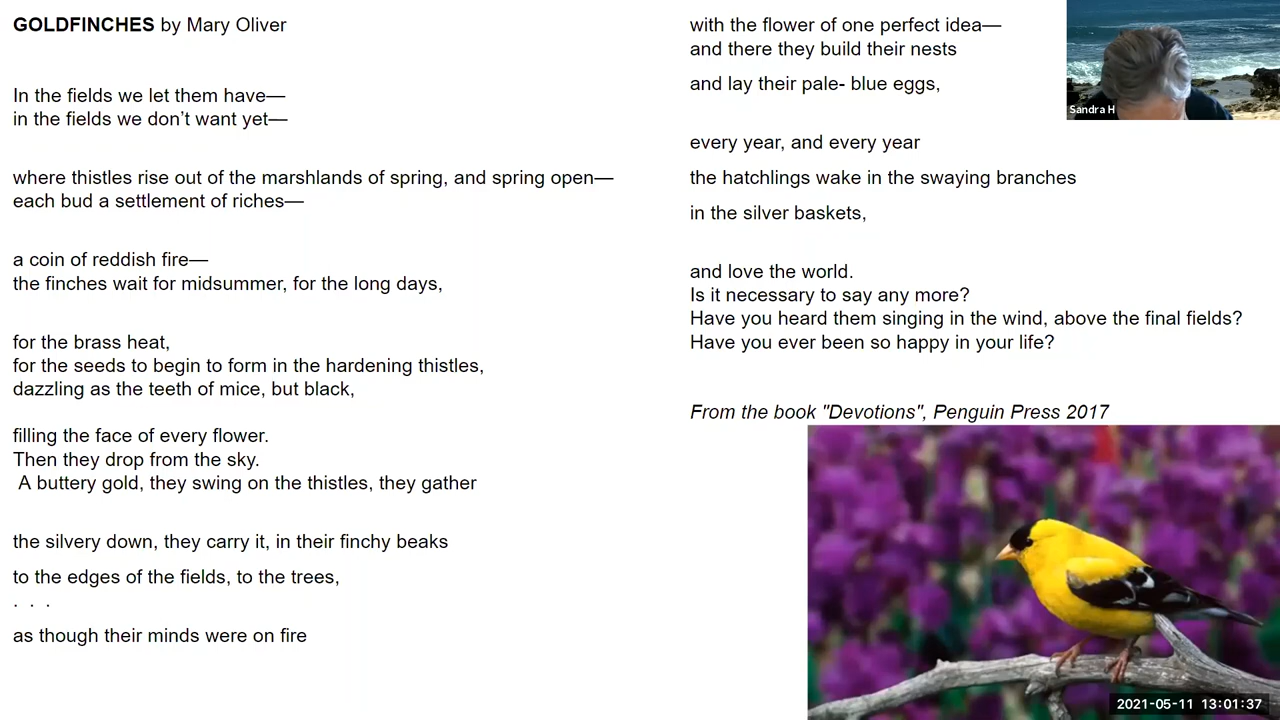 GOLDFINCHES by Mary Oliver
In the fields we let them have—
in the fields we don’t want yet—
where thistles rise out of the marshlands of spring, and spring open—
each bud a settlement of riches—
a coin of reddish fire—
the finches wait for midsummer, for the long days,
for the brass heat,
for the seeds to begin to form in the hardening thistles,
dazzling as the teeth of mice, but black,
filling the face of every flower.
Then they drop from the sky.
A buttery gold, they swing on the thistles, they gather
the silvery down, they carry it, in their finchy beaks
to the edges of the fields, to the trees,
. . .
as though their minds were on fire
with the flower of one perfect idea—
and there they build their nests
and lay their pale- blue eggs,
every year, and every year
the hatchlings wake in the swaying branches
in the silver baskets,
and love the world.
Is it necessary to say any more?
Have you heard them singing in the wind, above the final fields?
Have you ever been so happy in your life?
From the book "Devotions", Penguin Press 2017
Sandra H
2021-05-11 13:01:37